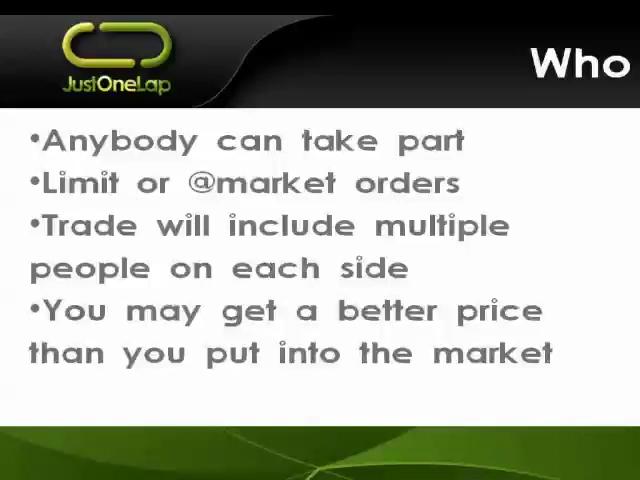 JustOneLap
Who
•Anybody can take part
•Limit or @market orders
•Trade will include multiple
people on each side
•You may get a better price
than you put into the market